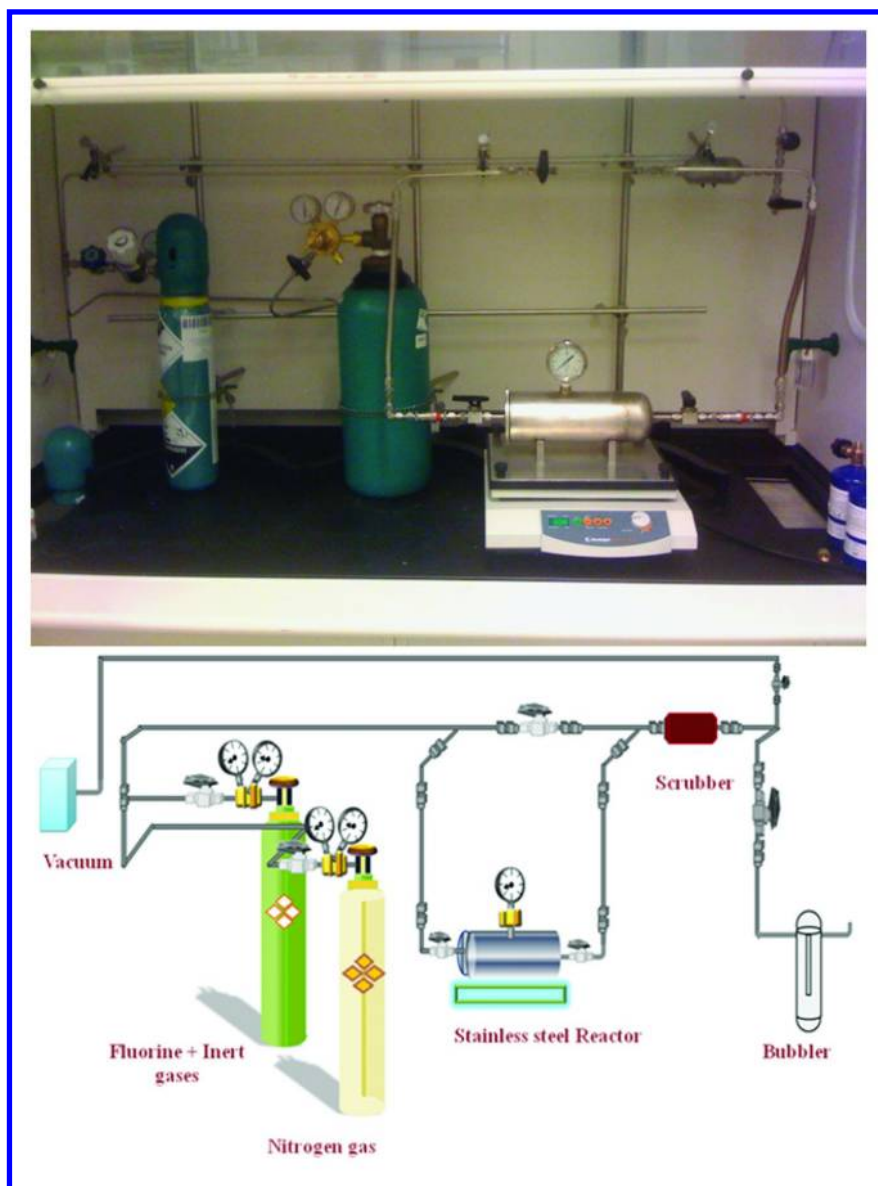 Scrubber
Vacuum
Stainless steel Reactor
Fluorine + Inert
gases
Bubbler
Nitrogen gas